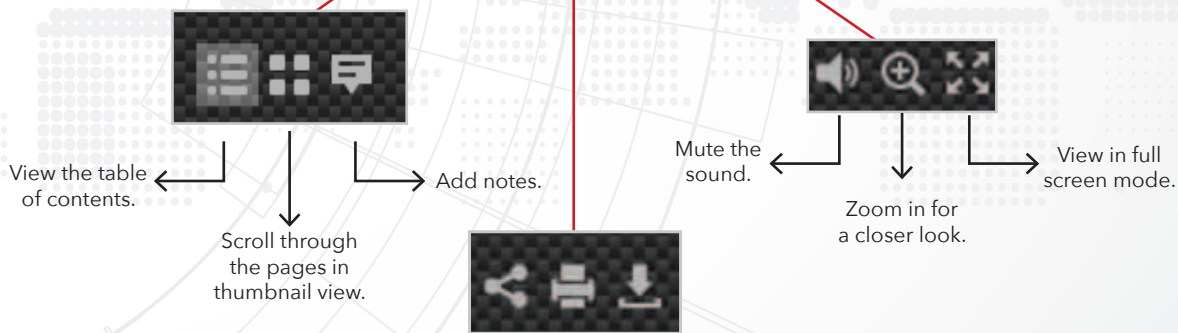 View the table
of contents.
Scroll through
the pages in
thumbnail view.
Add notes.
Mute the
sound.
Zoom in for
a closer look.
View in full
screen mode.